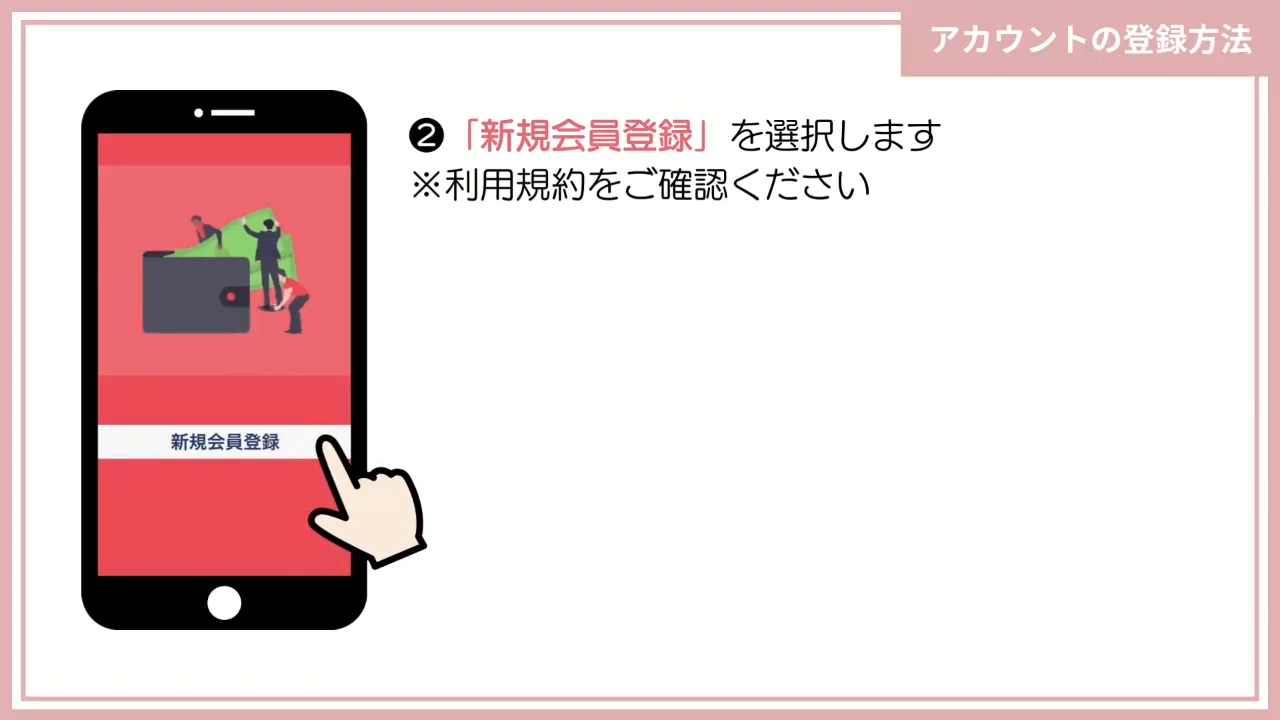 アカウントの登録方法
❷「新規会員登録」を選択します
※利用規約をご確認ください
新規会員登録